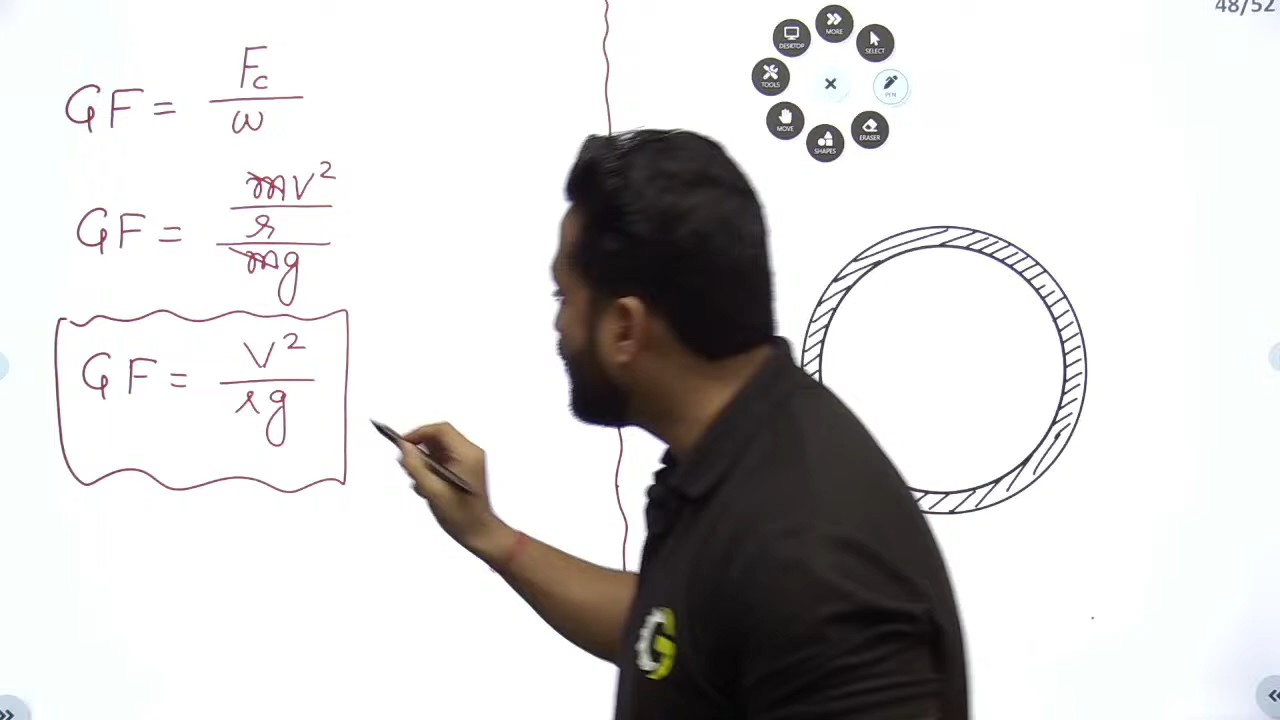 GF = Fc / ω
GF = mv² / r / mg
GF = v² / rg
48/52
MORE
DESKTOP
SELECT
TOOLS
PEN
MOVE
ERASER
SHAPES
G